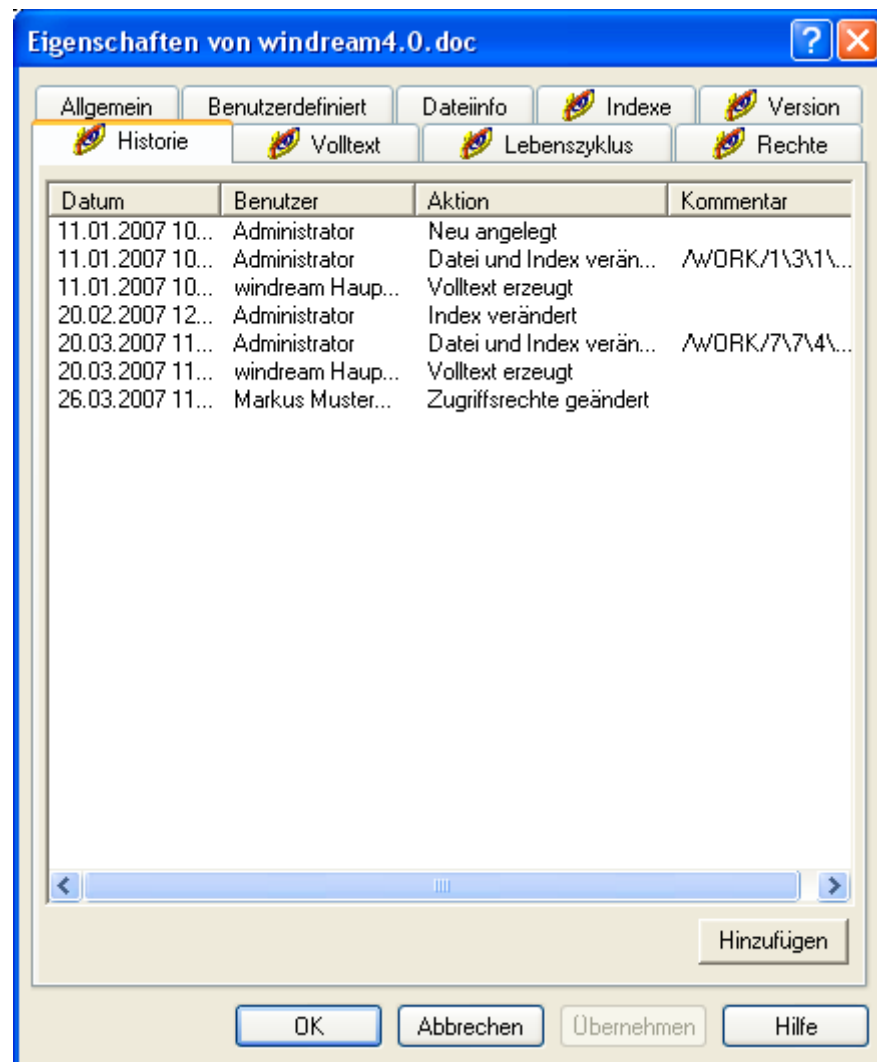 Eigenschaften von windream4.0.doc
Allgemein Benutzerdefiniert Dateiinfo Indexe Version
Historie Volltext Lebenszyklus Rechte
Datum Benutzer Aktion Kommentar
11.01.2007 10... Administrator Neu angelegt
11.01.2007 10... Administrator Datei und Index verän... /WORK/1\3\1\...
11.01.2007 10... windream Haup... Volltext erzeugt
20.02.2007 12... Administrator Index verändert
20.03.2007 11... Administrator Datei und Index verän... /WORK/7\7\4\...
20.03.2007 11... windream Haup... Volltext erzeugt
26.03.2007 11... Markus Muster... Zugriffsrechte geändert
Hinzufügen
OK Abbrechen Übernehmen Hilfe